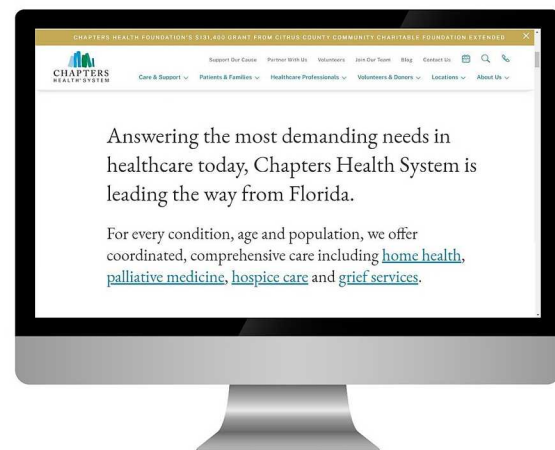 CHAPTERS HEALTH FOUNDATION'S $131,400 GRANT FROM CITRUS COUNTY COMMUNITY CHARITABLE FOUNDATION EXTENDED
Support Our Cause Partner With Us Volunteers Join Our Team Blog Contact Us
CHAPTERS
HEALTH SYSTEM
Care & Support Patients & Families Healthcare Professionals Volunteers & Donors Locations About Us
Answering the most demanding needs in
healthcare today, Chapters Health System is
leading the way from Florida.
For every condition, age and population, we offer
coordinated, comprehensive care including home health,
palliative medicine, hospice care and grief services.